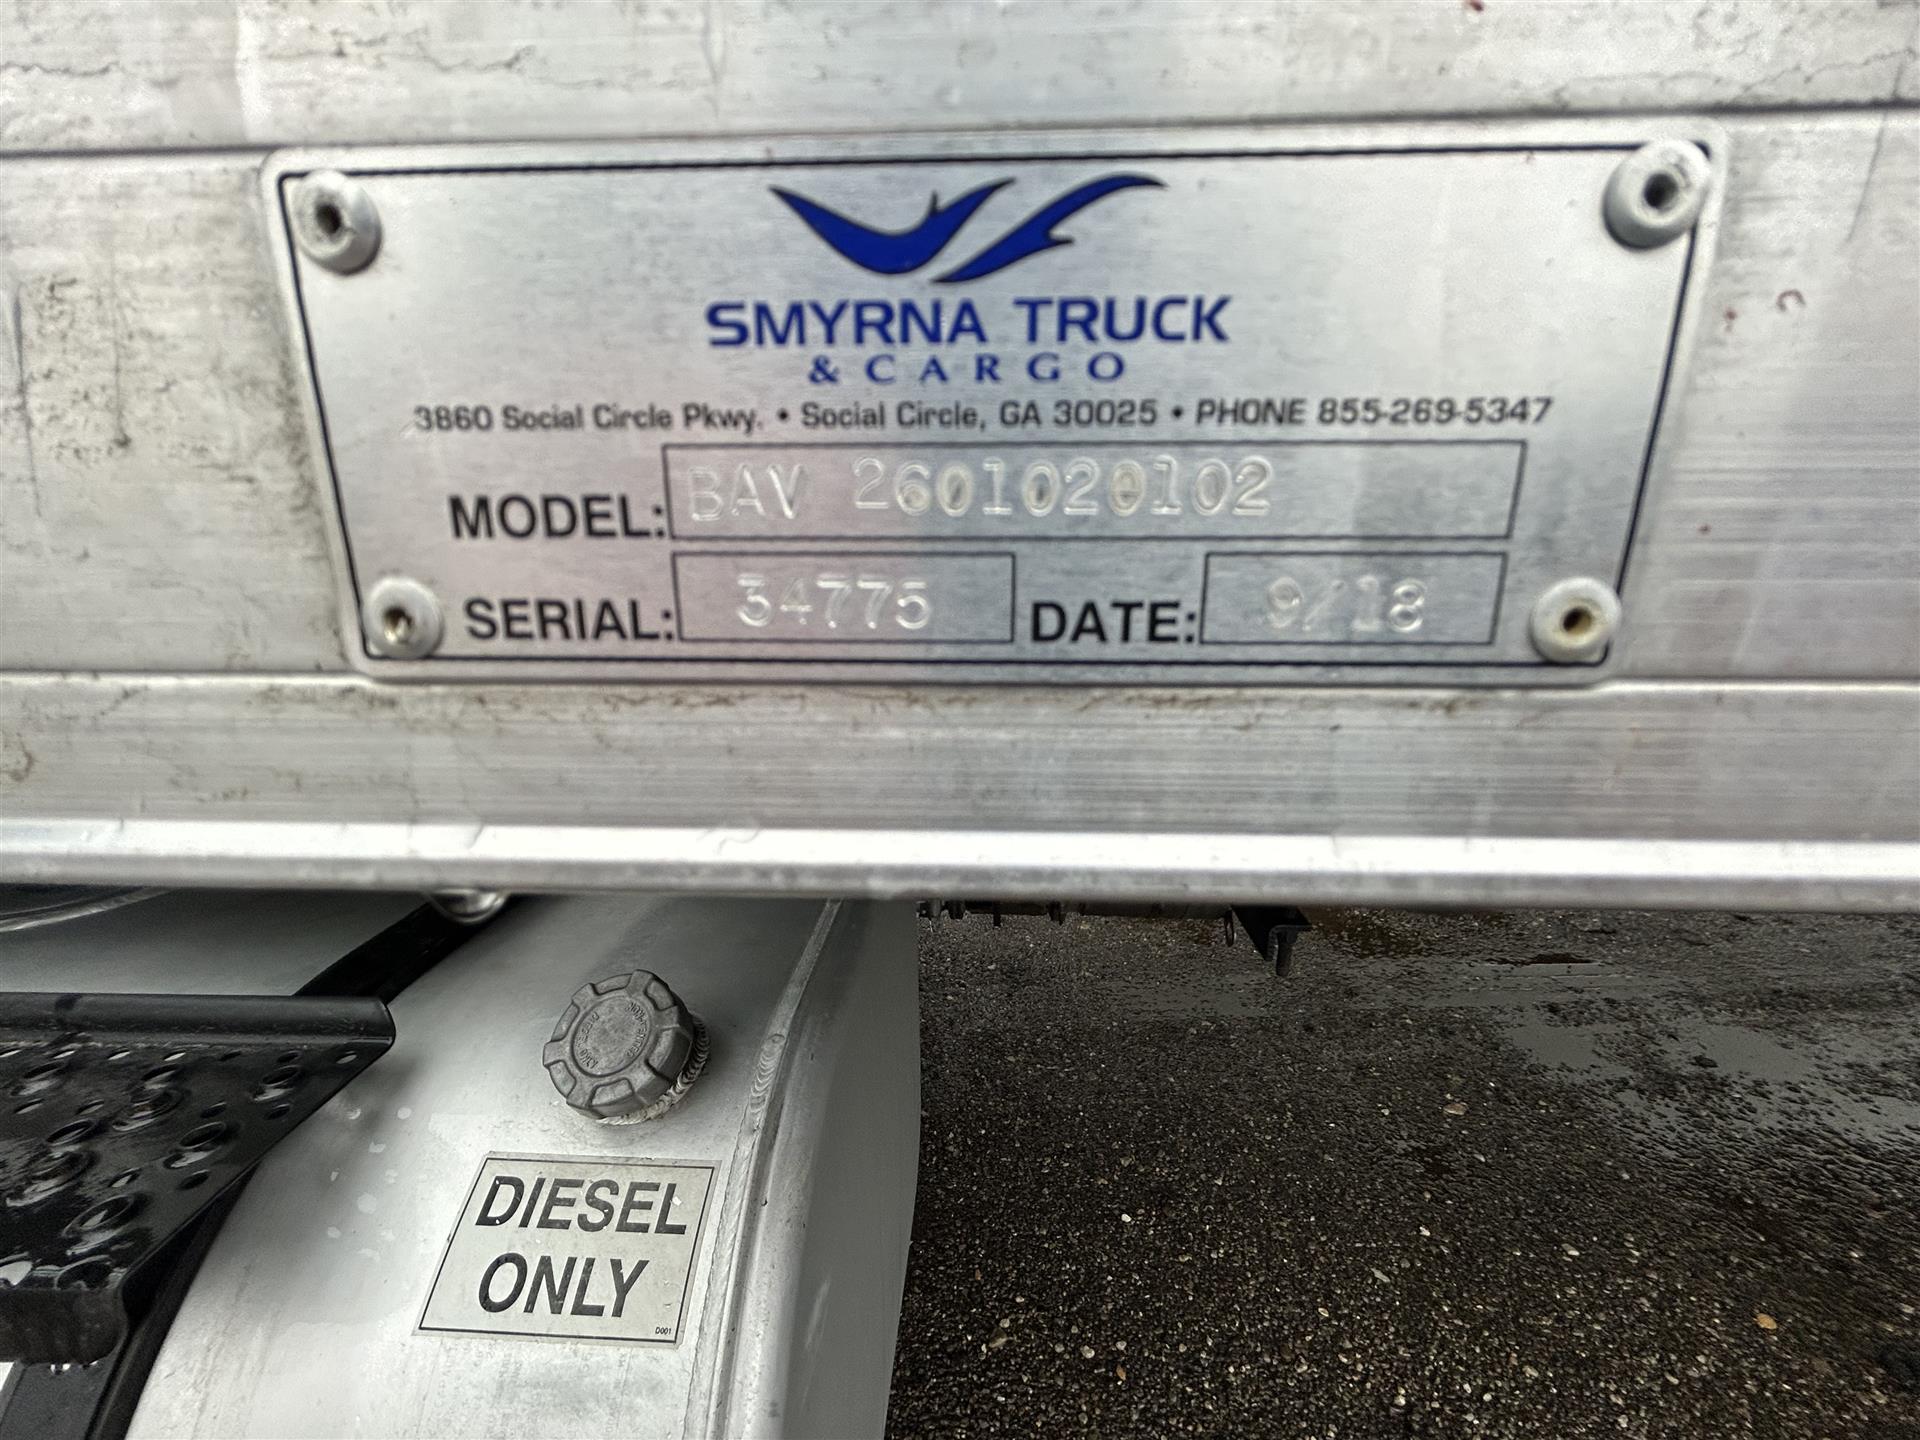 SMYRNA TRUCK
& CARGO
3860 Social Circle Pkwy. • Social Circle, GA 30025 • PHONE 855-269-5347
MODEL: BAV 2601020102
SERIAL: 34775 DATE: 9/18
DIESEL
ONLY
D001